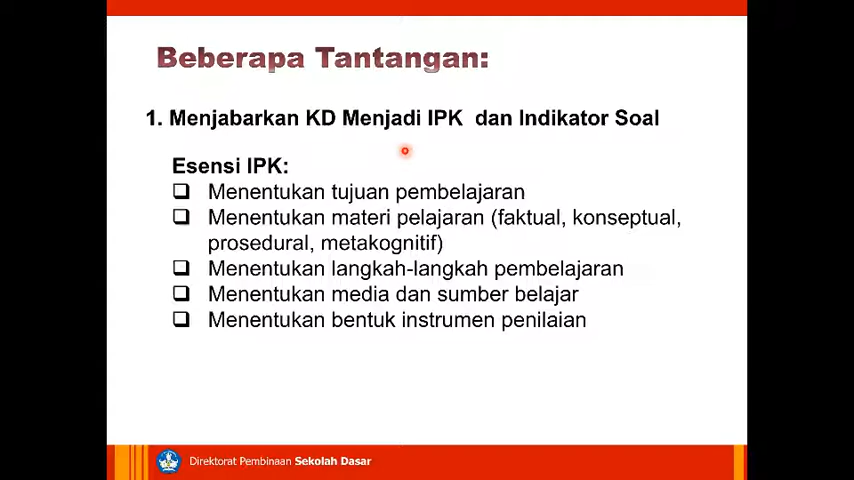 Beberapa Tantangan:
1. Menjabarkan KD Menjadi IPK dan Indikator Soal
Esensi IPK:
❑ Menentukan tujuan pembelajaran
❑ Menentukan materi pelajaran (faktual, konseptual,
prosedural, metakognitif)
❑ Menentukan langkah-langkah pembelajaran
❑ Menentukan media dan sumber belajar
❑ Menentukan bentuk instrumen penilaian
Direktorat Pembinaan Sekolah Dasar